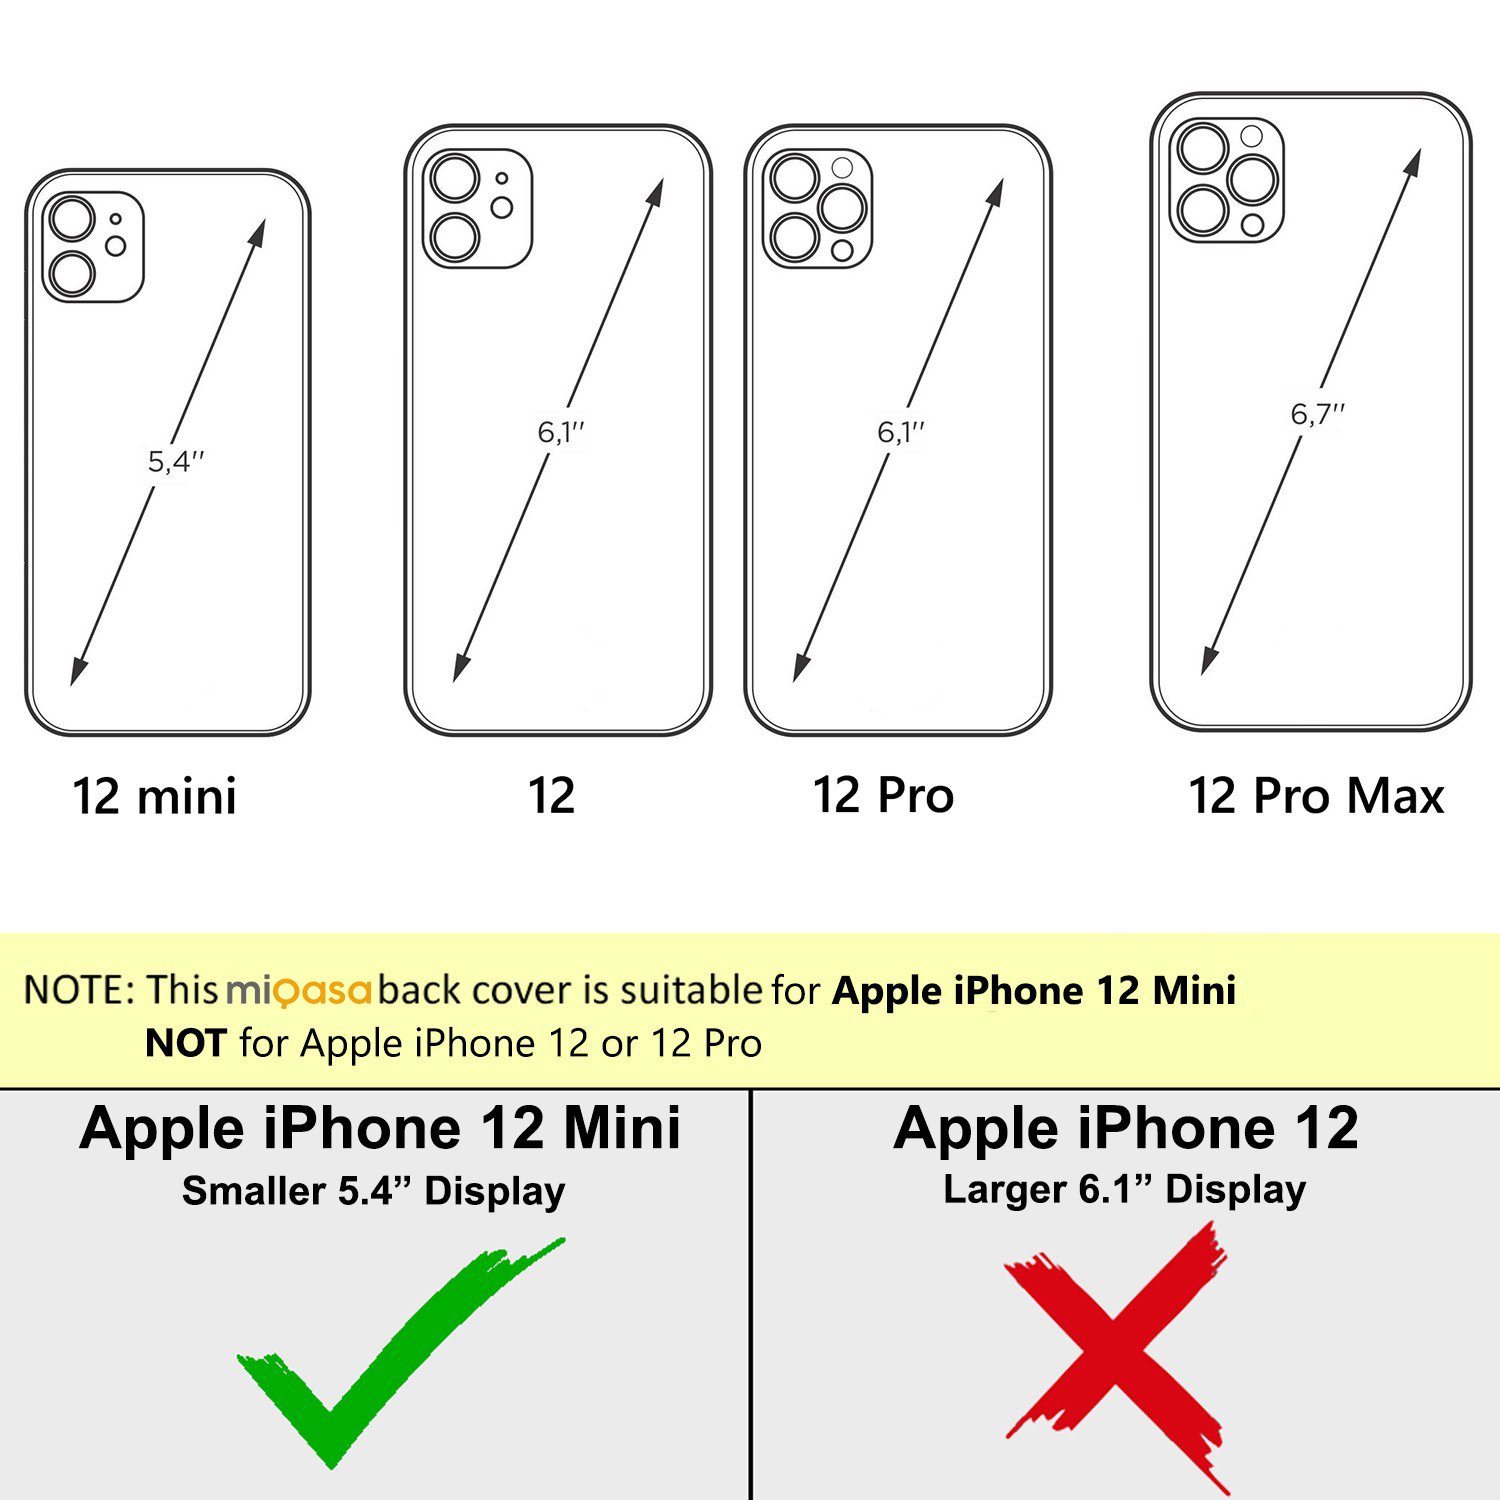 5,4''
6,1''
6,1''
6,7''
12 mini
12
12 Pro
12 Pro Max
NOTE: This miQasa back cover is suitable for Apple iPhone 12 Mini
NOT for Apple iPhone 12 or 12 Pro
Apple iPhone 12 Mini
Smaller 5.4” Display
Apple iPhone 12
Larger 6.1” Display